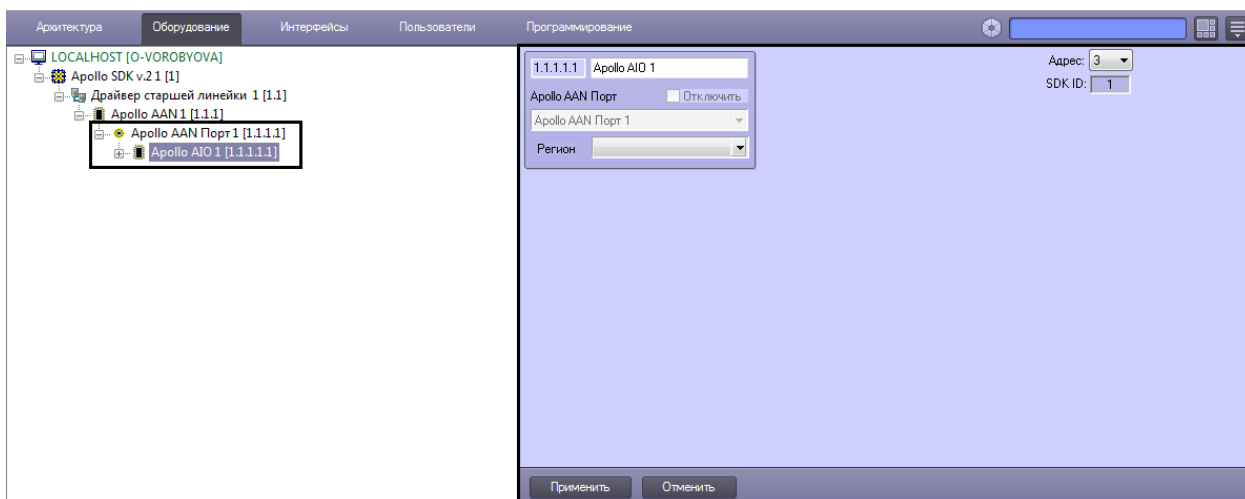 Архитектура Оборудование Интерфейсы Пользователи Программирование
LOCALHOST [O-VOROBYOVA]
Apollo SDK v.2 1 [1]
Драйвер старшей линейки 1 [1.1]
Apollo AAN 1 [1.1.1]
Apollo AAN Порт 1 [1.1.1.1]
Apollo AIO 1 [1.1.1.1.1]
1.1.1.1.1 Apollo AIO 1
Apollo AAN Порт Отключить
Apollo AAN Порт 1
Регион
Адрес: 3
SDK ID: 1
Применить Отменить